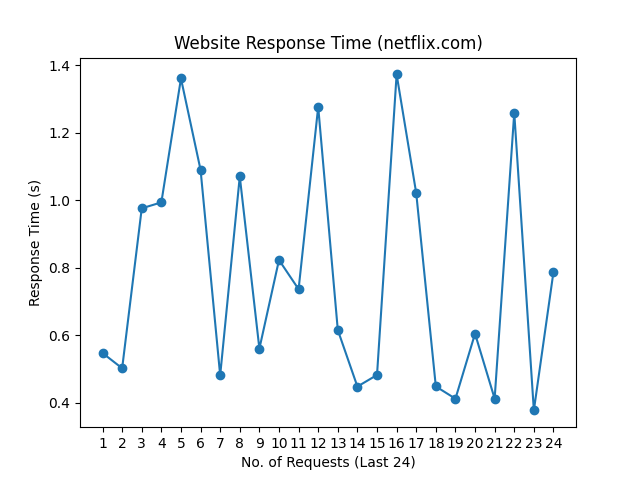 Website Response Time (netflix.com)
1.4
1.2
1.0
0.8
0.6
0.4
Response Time (s)
1 2 3 4 5 6 7 8 9 10 11 12 13 14 15 16 17 18 19 20 21 22 23 24
No. of Requests (Last 24)